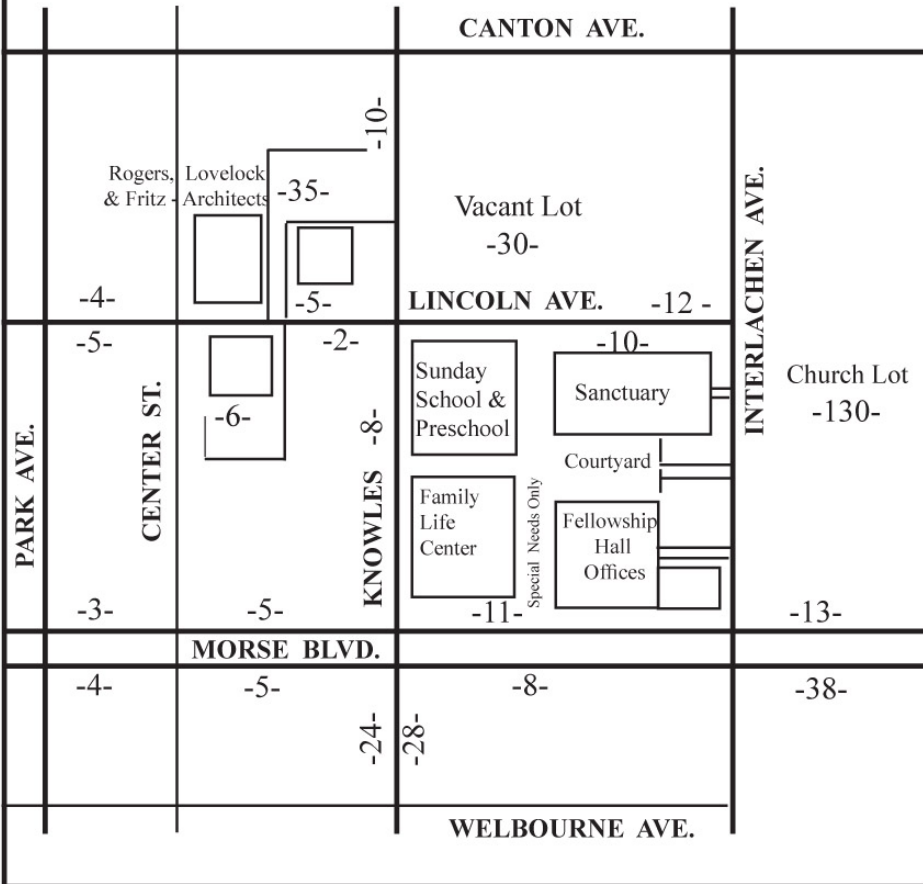 CANTON AVE.
-10-
Rogers, Lovelock
& Fritz - Architects
-35-
Vacant Lot
-30-
INTERLACHEN AVE.
-4-
-5-
LINCOLN AVE.
-12 -
-5-
-2-
-10-
Sunday
School &
Preschool
Sanctuary
Church Lot
-130-
-6-
-8-
PARK AVE.
CENTER ST.
KNOWLES
Courtyard
Family
Life
Center
Special Needs Only
Fellowship
Hall
Offices
-3-
-5-
-11-
-13-
MORSE BLVD.
-4-
-5-
-8-
-38-
-24-
-28-
WELBOURNE AVE.